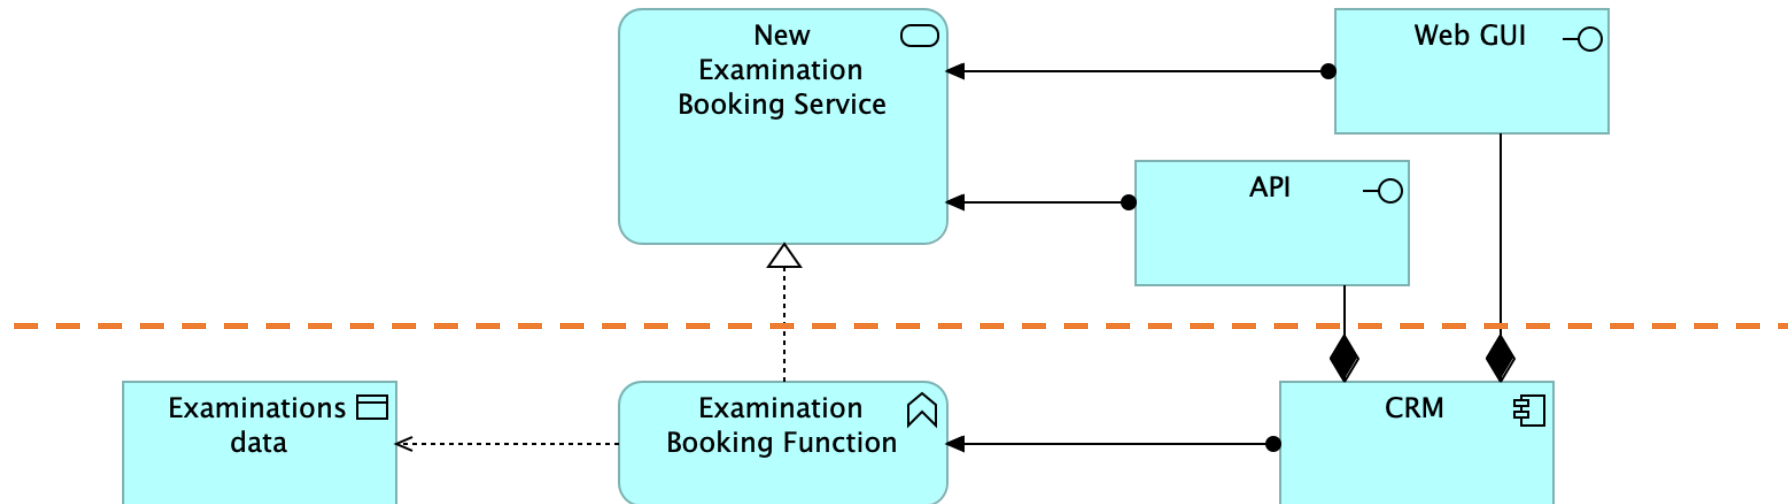 New
Examination
Booking Service
Web GUI
API
Examinations
data
Examination
Booking Function
CRM